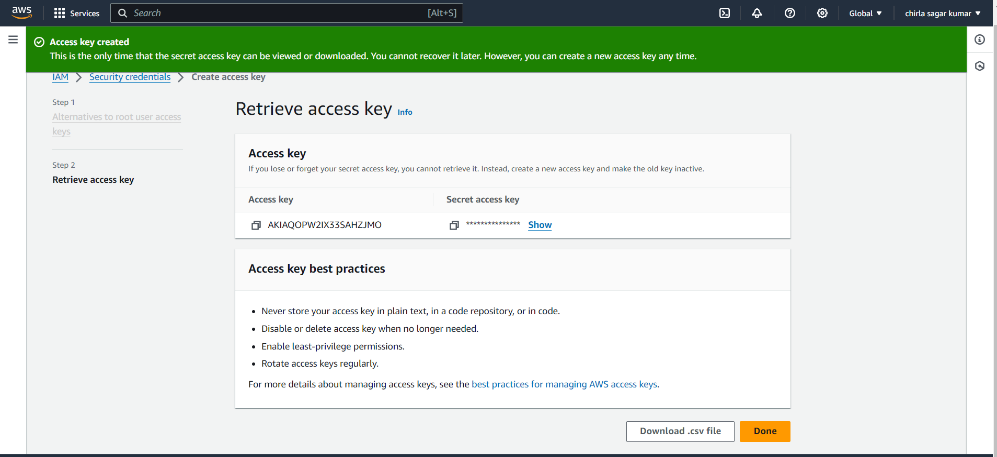 aws Services Search [Alt+S] Global chirla sagar kumar
Access key created
This is the only time that the secret access key can be viewed or downloaded. You cannot recover it later. However, you can create a new access key any time.
IAM Security credentials Create access key
Step 1
Alternatives to root user access
keys
Step 2
Retrieve access key
Retrieve access key Info
Access key
If you lose or forget your secret access key, you cannot retrieve it. Instead, create a new access key and make the old key inactive.
Access key Secret access key
AKIAQOPW2IX33SAHZJMO *************** Show
Access key best practices
• Never store your access key in plain text, in a code repository, or in code.
• Disable or delete access key when no longer needed.
• Enable least-privilege permissions.
• Rotate access keys regularly.
For more details about managing access keys, see the best practices for managing AWS access keys.
Download .csv file Done